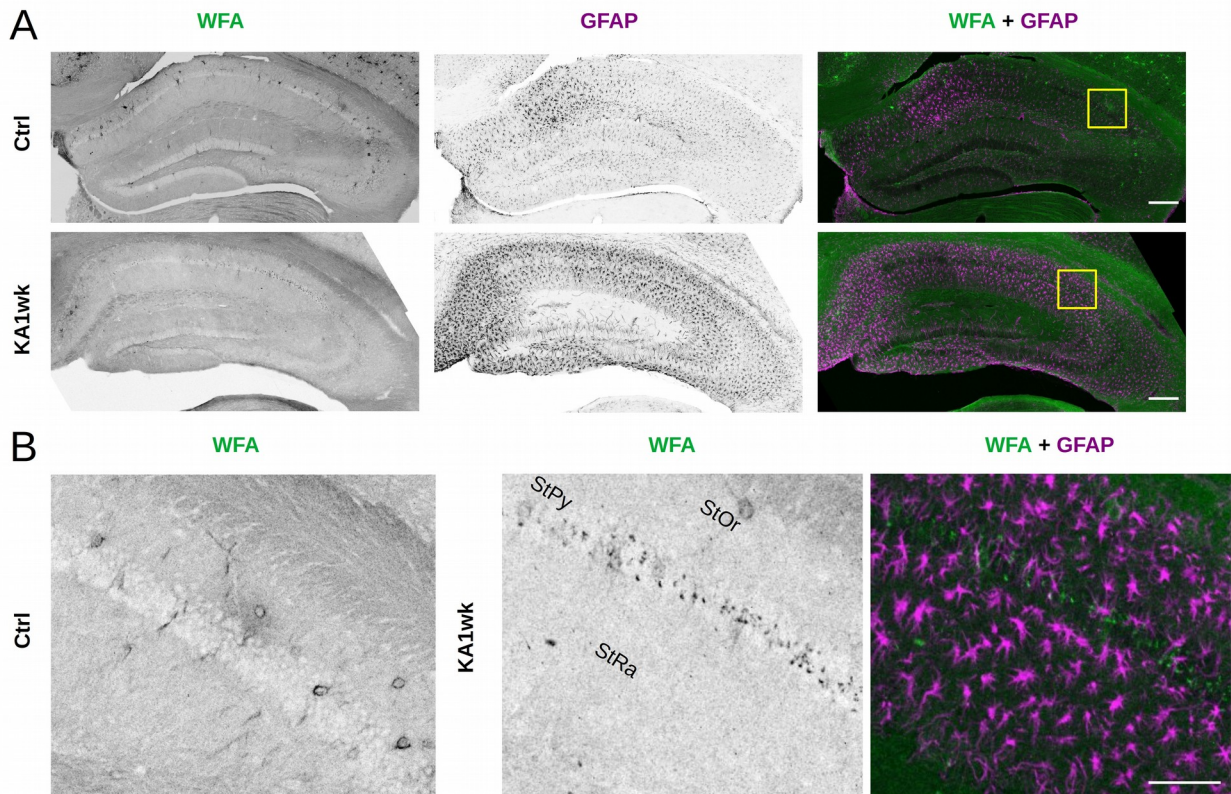 A
WFA
GFAP
WFA + GFAP
Ctrl
KA1wk
B
WFA
WFA
WFA + GFAP
Ctrl
KA1wk
StPy
StOr
StRa